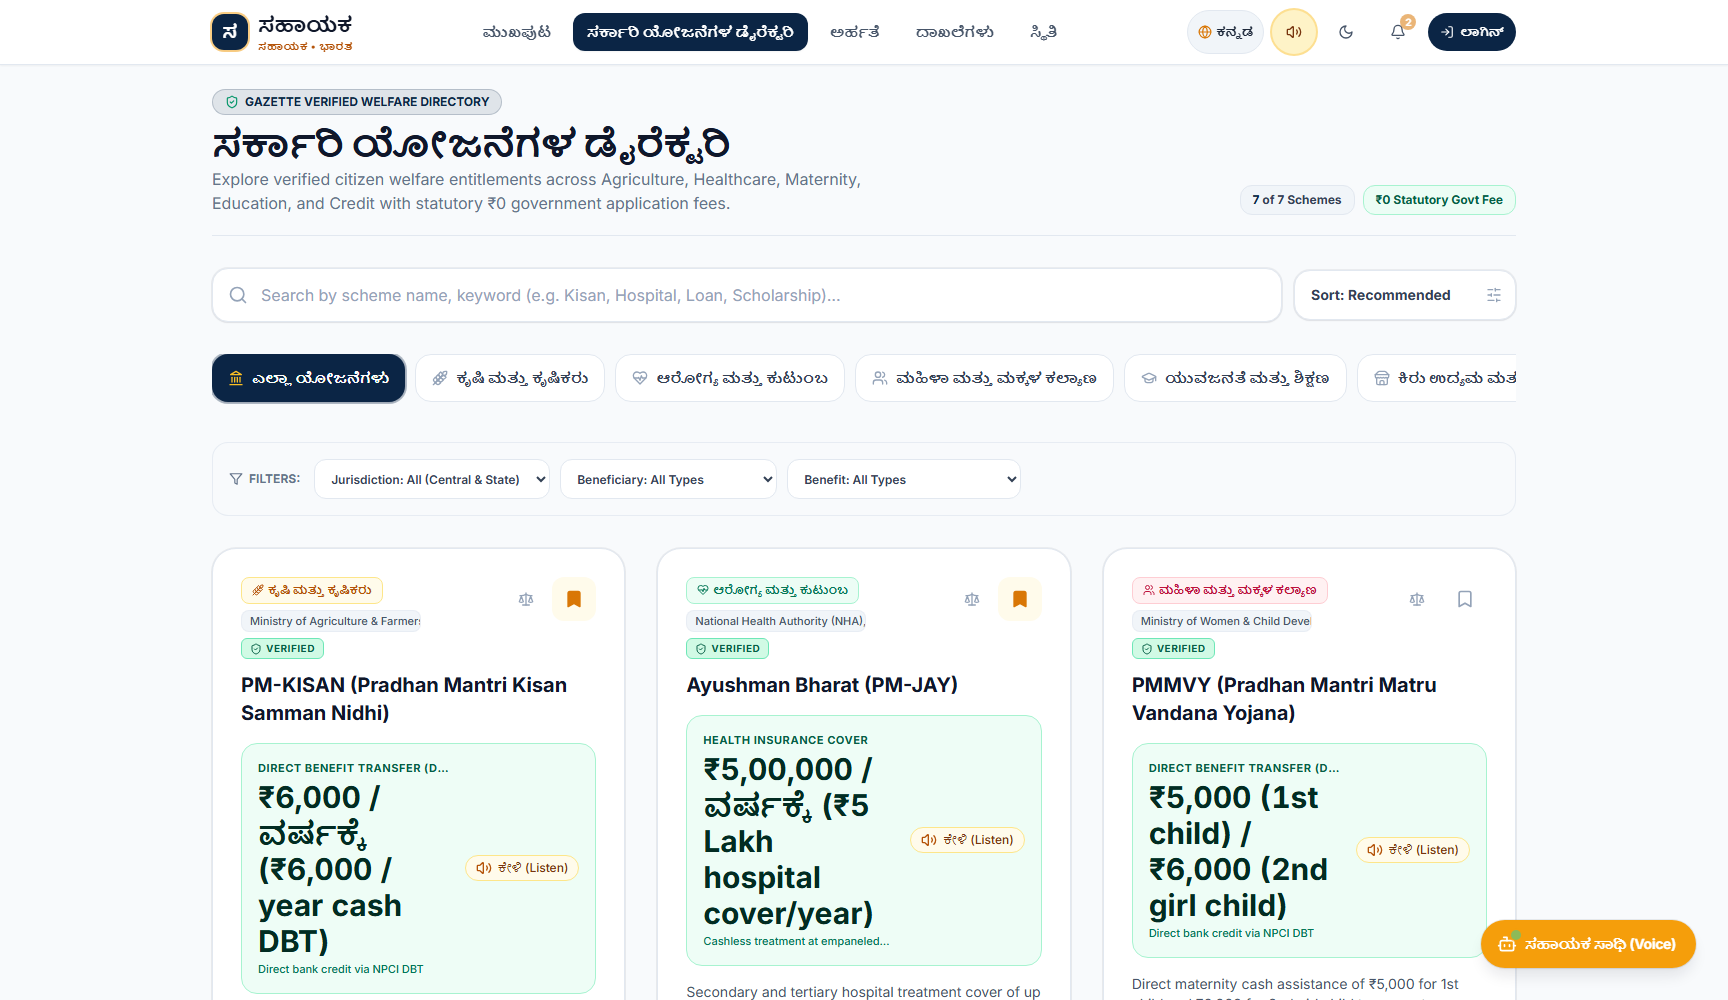 ಸ
ಸಹಾಯಕ
ಸಹಾಯಕ • ಭಾರತ
ಮುಖಪುಟ
ಸರ್ಕಾರಿ ಯೋಜನೆಗಳ ಡೈರೆಕ್ಟರಿ
ಅರ್ಹತೆ
ದಾಖಲೆಗಳು
ಸ್ಥಿತಿ
ಕನ್ನಡ
2
ಲಾಗಿನ್
GAZETTE VERIFIED WELFARE DIRECTORY
ಸರ್ಕಾರಿ ಯೋಜನೆಗಳ ಡೈರೆಕ್ಟರಿ
Explore verified citizen welfare entitlements across Agriculture, Healthcare, Maternity,
Education, and Credit with statutory ₹0 government application fees.
7 of 7 Schemes
₹0 Statutory Govt Fee
Search by scheme name, keyword (e.g. Kisan, Hospital, Loan, Scholarship)...
Sort: Recommended
ಎಲ್ಲಾ ಯೋಜನೆಗಳು
ಕೃಷಿ ಮತ್ತು ಕೃಷಿಕರು
ಆರೋಗ್ಯ ಮತ್ತು ಕುಟುಂಬ
ಮಹಿಳಾ ಮತ್ತು ಮಕ್ಕಳ ಕಲ್ಯಾಣ
ಯುವಜನತೆ ಮತ್ತು ಶಿಕ್ಷಣ
ಕಿರು ಉದ್ಯಮ ಮತ
FILTERS:
Jurisdiction: All (Central & State)
Beneficiary: All Types
Benefit: All Types
ಕೃಷಿ ಮತ್ತು ಕೃಷಿಕರು
Ministry of Agriculture & Farmers
VERIFIED
PM-KISAN (Pradhan Mantri Kisan
Samman Nidhi)
DIRECT BENEFIT TRANSFER (D...
₹6,000 /
ವರ್ಷಕ್ಕೆ
(₹6,000 /
year cash
DBT)
Direct bank credit via NPCI DBT
ಕೇಳಿ (Listen)
ಆರೋಗ್ಯ ಮತ್ತು ಕುಟುಂಬ
National Health Authority (NHA),
VERIFIED
Ayushman Bharat (PM-JAY)
HEALTH INSURANCE COVER
₹5,00,000 /
ವರ್ಷಕ್ಕೆ (₹5
Lakh
hospital
cover/year)
Cashless treatment at empaneled...
ಕೇಳಿ (Listen)
Secondary and tertiary hospital treatment cover of up
ಮಹಿಳಾ ಮತ್ತು ಮಕ್ಕಳ ಕಲ್ಯಾಣ
Ministry of Women & Child Devel
VERIFIED
PMMVY (Pradhan Mantri Matru
Vandana Yojana)
DIRECT BENEFIT TRANSFER (D...
₹5,000 (1st
child) /
₹6,000 (2nd
girl child)
Direct bank credit via NPCI DBT
ಕೇಳಿ (Listen)
Direct maternity cash assistance of ₹5,000 for 1st
ಸಹಾಯಕ ಸಾಥಿ (Voice)